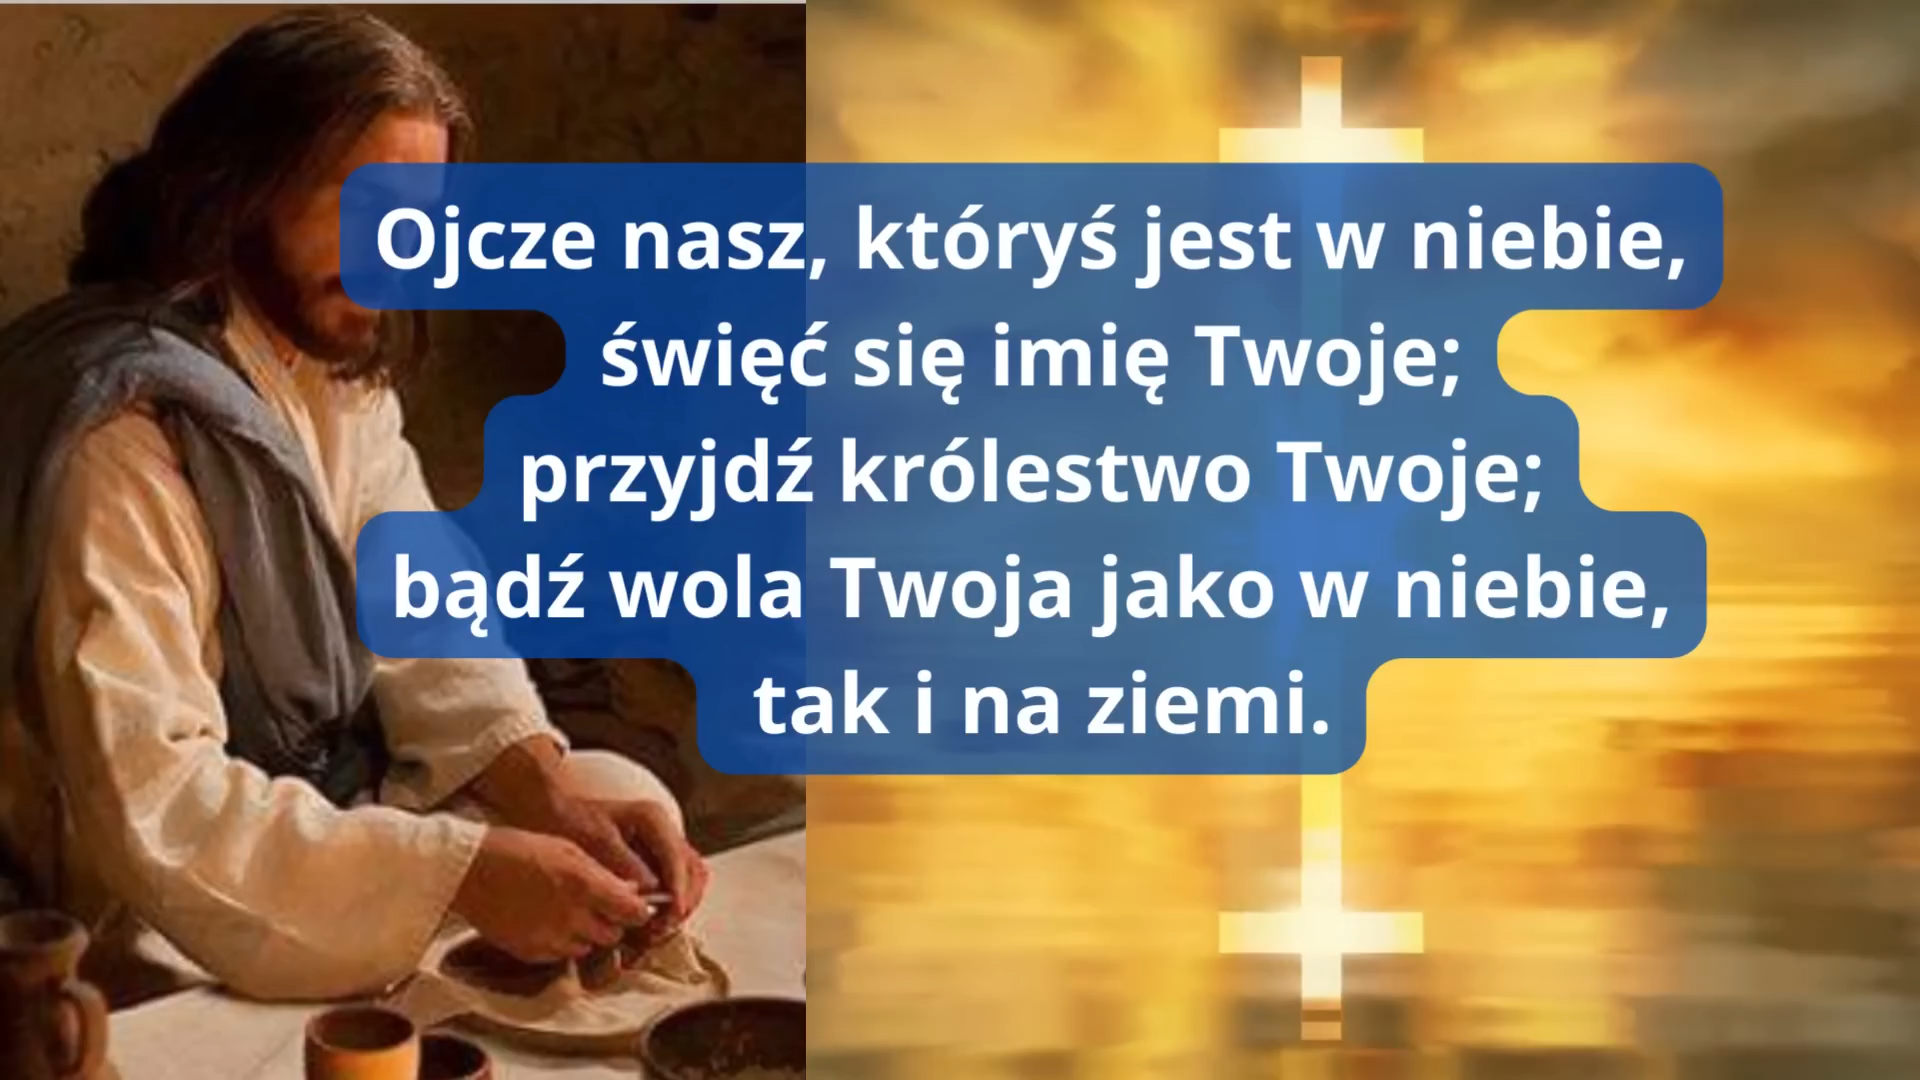 Ojcze nasz, któryś jest w niebie,
święć się imię Twoje;
przyjdź królestwo Twoje;
bądź wola Twoja jako w niebie,
tak i na ziemi.